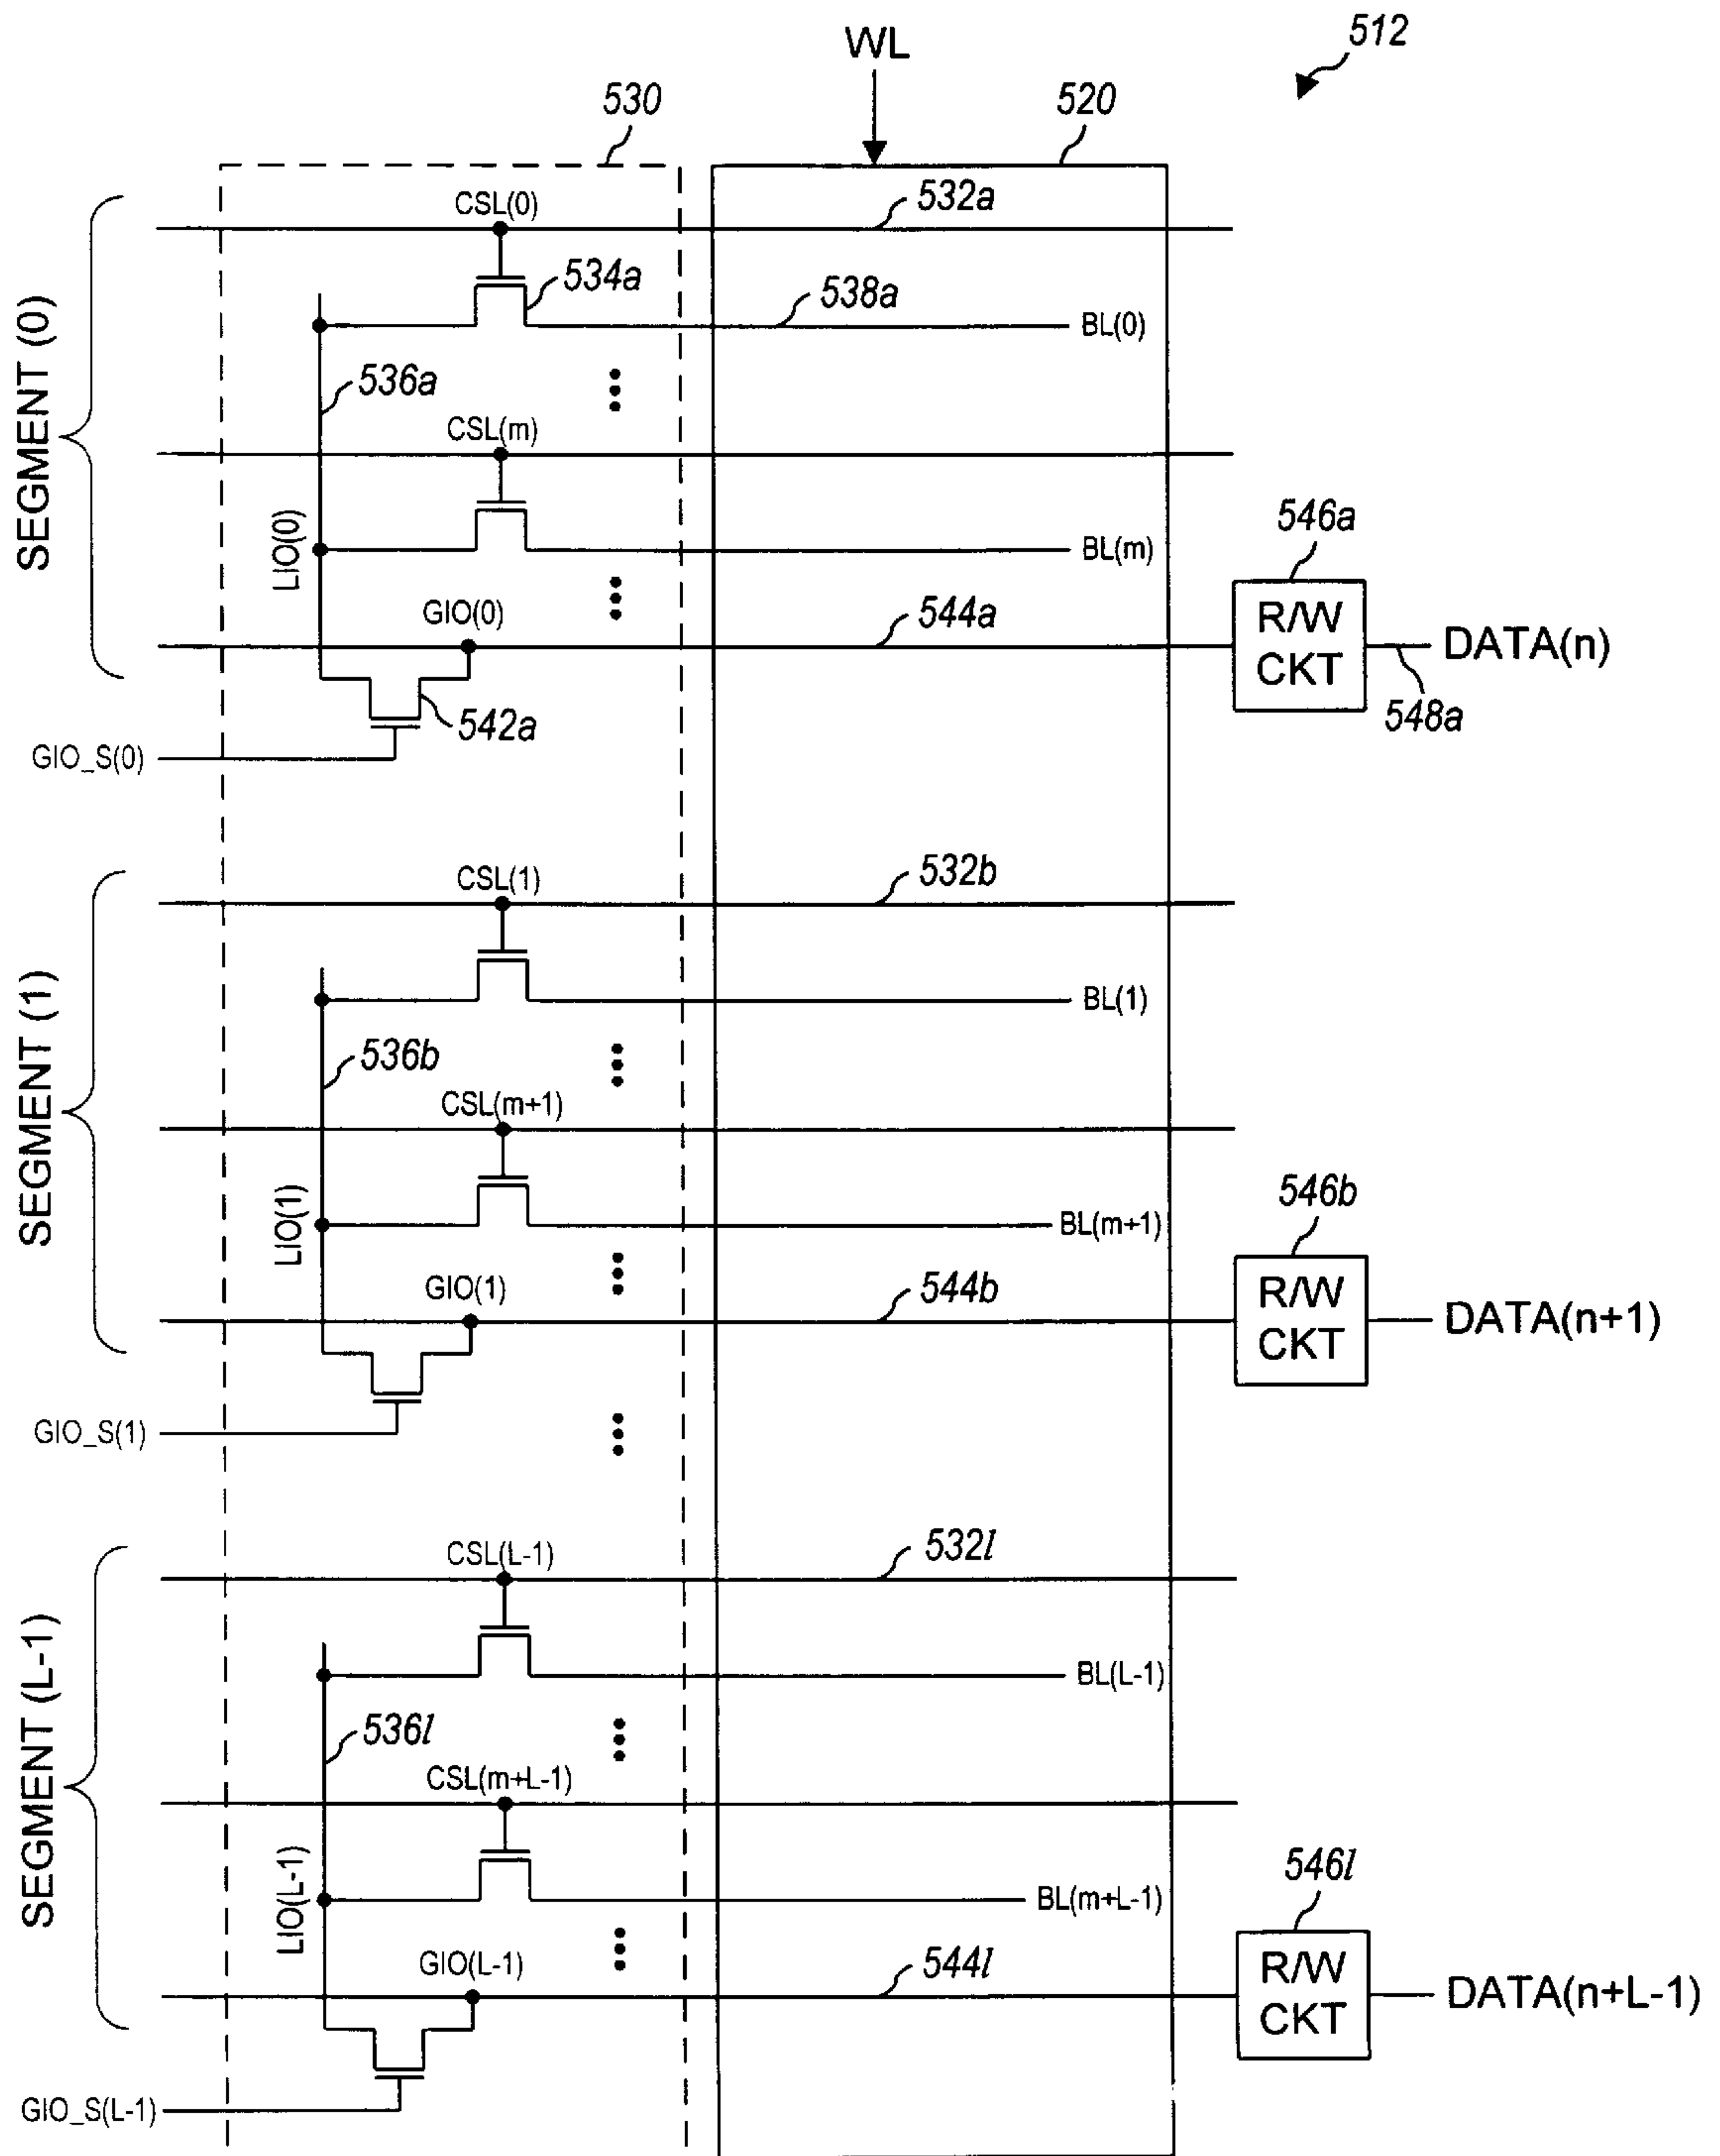 512
WL
530
520
CSL(0)
532a
534a
538a
BL(0)
SEGMENT (0)
536a
CSL(m)
LIO(0)
BL(m)
546a
GIO(0)
544a
R/W
CKT
DATA(n)
548a
542a
GIO_S(0)
CSL(1)
532b
BL(1)
SEGMENT (1)
536b
CSL(m+1)
LIO(1)
BL(m+1)
546b
GIO(1)
544b
R/W
CKT
DATA(n+1)
GIO_S(1)
CSL(L-1)
532l
BL(L-1)
SEGMENT (L-1)
536l
CSL(m+L-1)
LIO(L-1)
BL(m+L-1)
546l
GIO(L-1)
544l
R/W
CKT
DATA(n+L-1)
GIO_S(L-1)